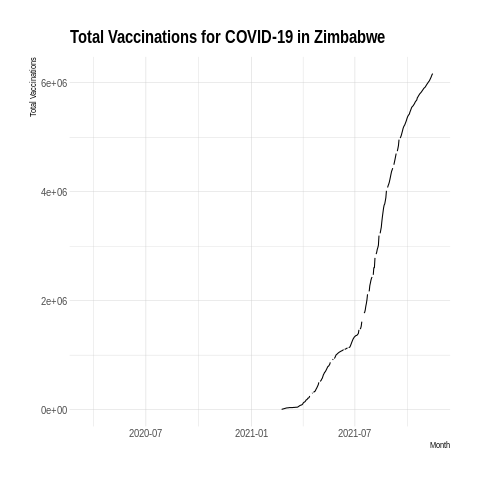 Total Vaccinations for COVID-19 in Zimbabwe
Total Vaccinations
6e+06
4e+06
2e+06
0e+00
2020-07 2021-01 2021-07
Month